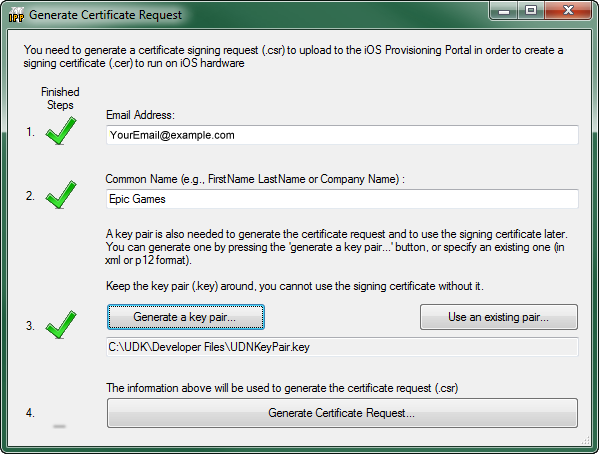 IPP Generate Certificate Request
You need to generate a certificate signing request (.csr) to upload to the iOS Provisioning Portal in order to create a
signing certificate (.cer) to run on iOS hardware
Finished
Steps
Email Address:
1.
YourEmail@example.com
Common Name (e.g., FirstName LastName or Company Name) :
2.
Epic Games
A key pair is also needed to generate the certificate request and to use the signing certificate later.
You can generate one by pressing the 'generate a key pair...' button, or specify an existing one (in
xml or p12 format).
Keep the key pair (.key) around, you cannot use the signing certificate without it.
3.
Generate a key pair... Use an existing pair...
C:\UDK\Developer Files\UDNKeyPair.key
The information above will be used to generate the certificate request (.csr)
4.
Generate Certificate Request...